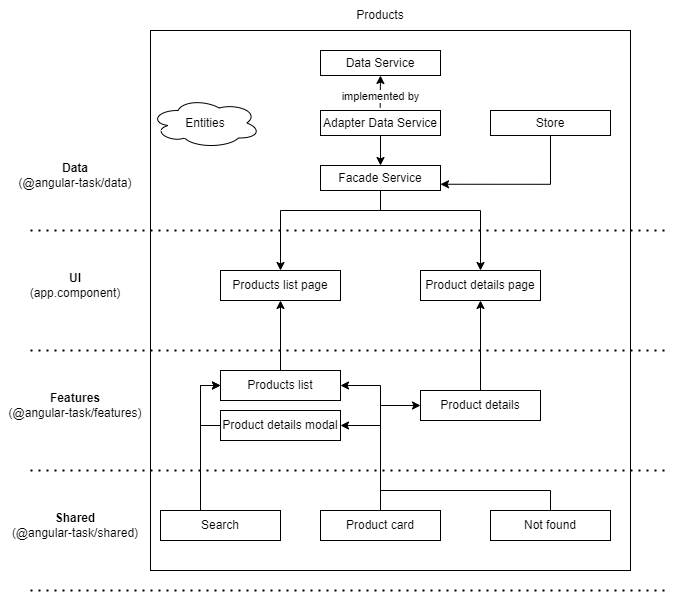 Products
Data Service
implemented by
Entities
Adapter Data Service
Store
Data
(@angular-task/data)
Facade Service
UI
(app.component)
Products list page
Product details page
Features
(@angular-task/features)
Products list
Product details
Product details modal
Shared
(@angular-task/shared)
Search
Product card
Not found